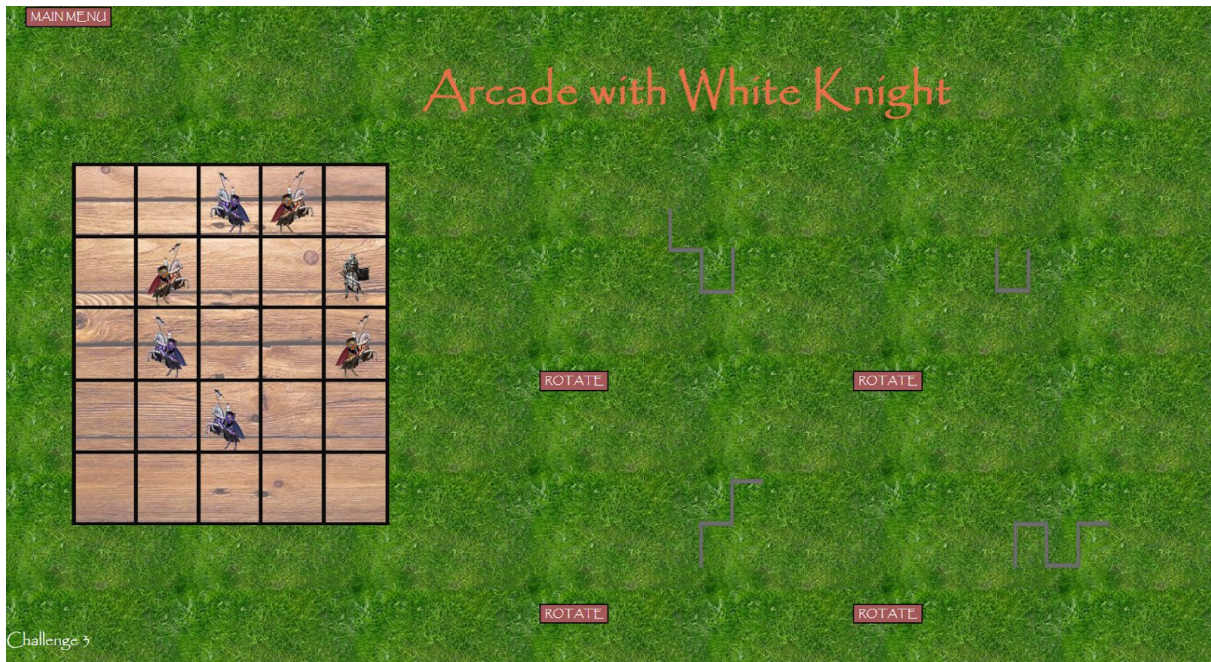 MAIN MENU
Arcade with White Knight
ROTATE
ROTATE
ROTATE
ROTATE
Challenge 3